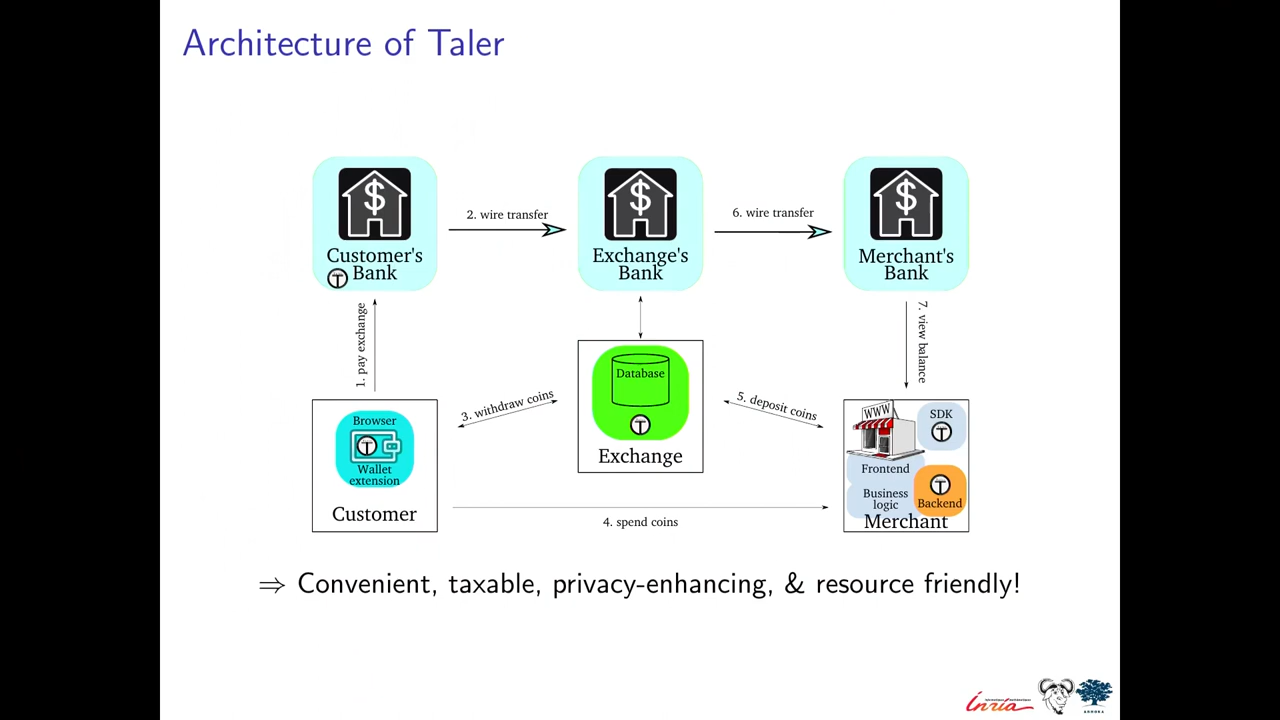 Architecture of Taler
$
$
$
2. wire transfer
6. wire transfer
Customer's
Bank
T
Exchange's
Bank
Merchant's
Bank
1. pay exchange
7. view balance
Database
T
Exchange
3. withdraw coins
5. deposit coins
Browser
T
Wallet
extension
Customer
WWW
SDK
T
Frontend
Business
logic
T
Backend
Merchant
4. spend coins
⇒ Convenient, taxable, privacy-enhancing, & resource friendly!
Inria
ASHOKA